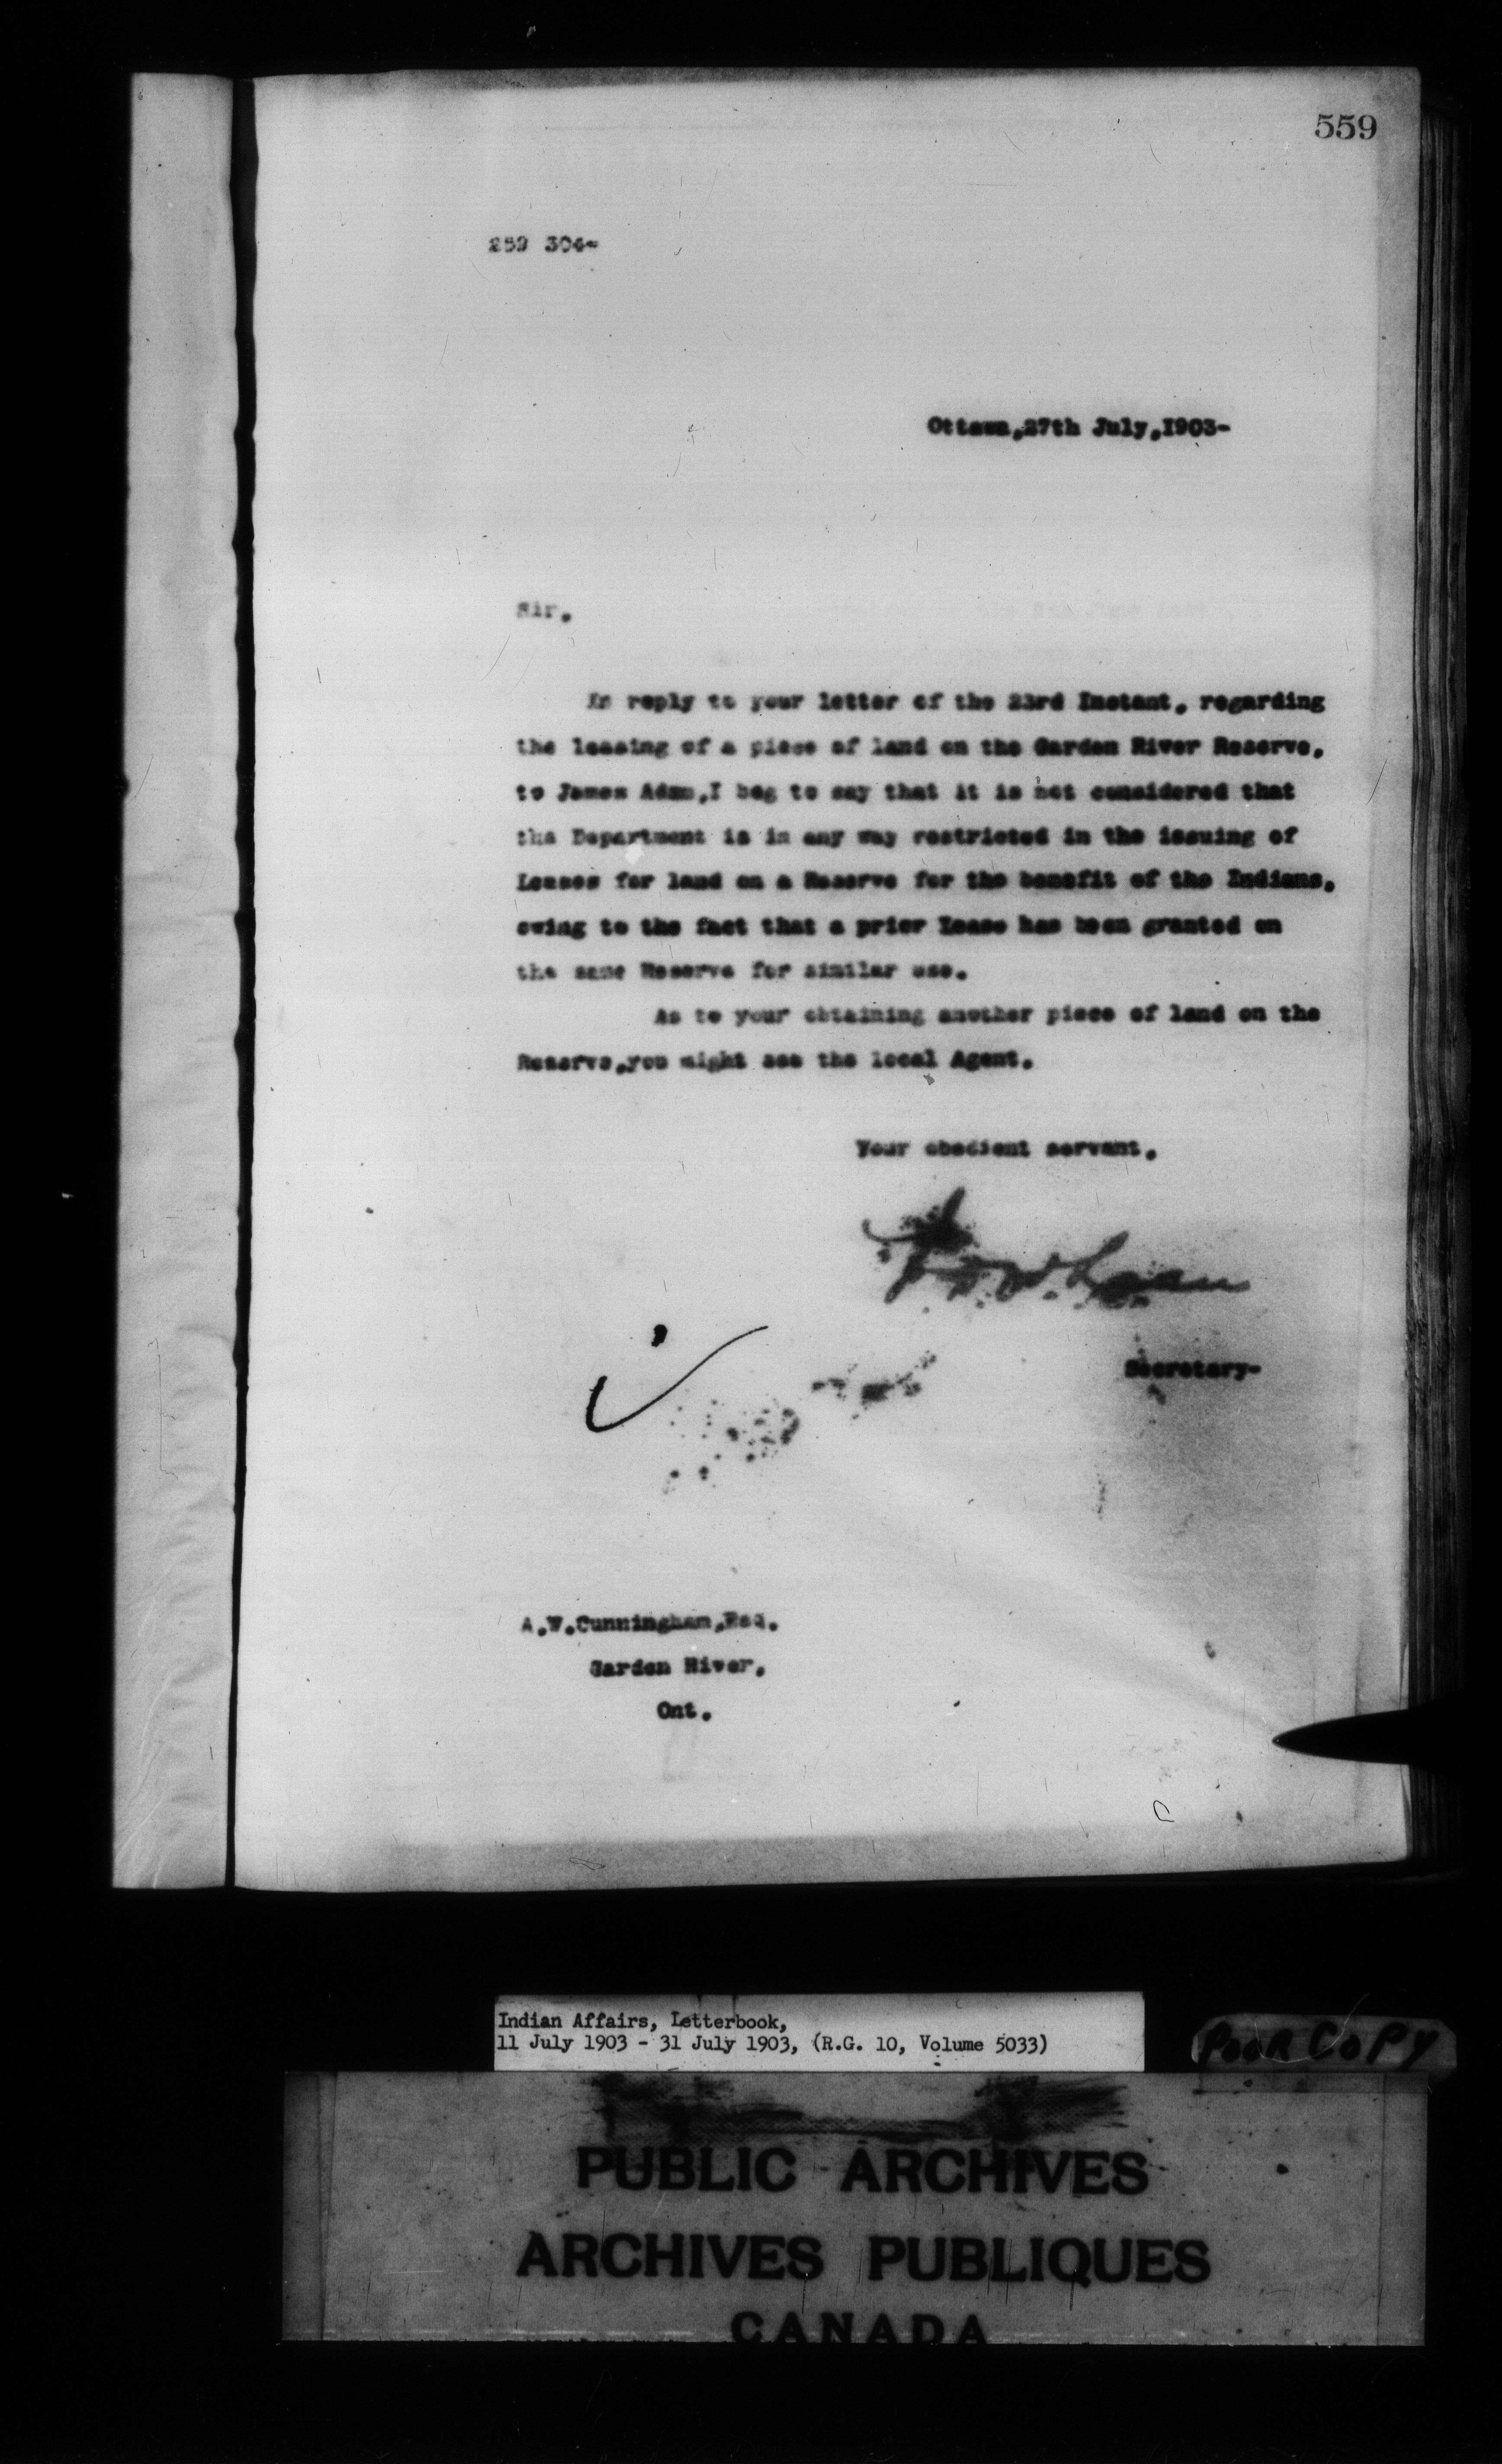 559
259 304-
Ottawa,27th July,1903-
Sir.
In reply to your letter of the 23rd Instant. regarding
the leasing of a piece of land on the Garden River Reserve.
to James Adam,I beg to say that it is not considered that
the Department is in any way restricted in the issuing of
Leases for land on a Reserve for the benefit of the Indians.
owing to the fact that a prior Lease has been granted on
the same Reserve for similar use.
As to your obtaining another piece of land on the
Reserve,you might see the local Agent.
Your obedient servant.
Secretary-
A.W.Cunningham,Esq.
Garden River.
Ont.
Indian Affairs, Letterbook,
11 July 1903 - 31 July 1903, (R.G. 10, Volume 5033)
POOR COPY
PUBLIC ARCHIVES
ARCHIVES PUBLIQUES
CANADA